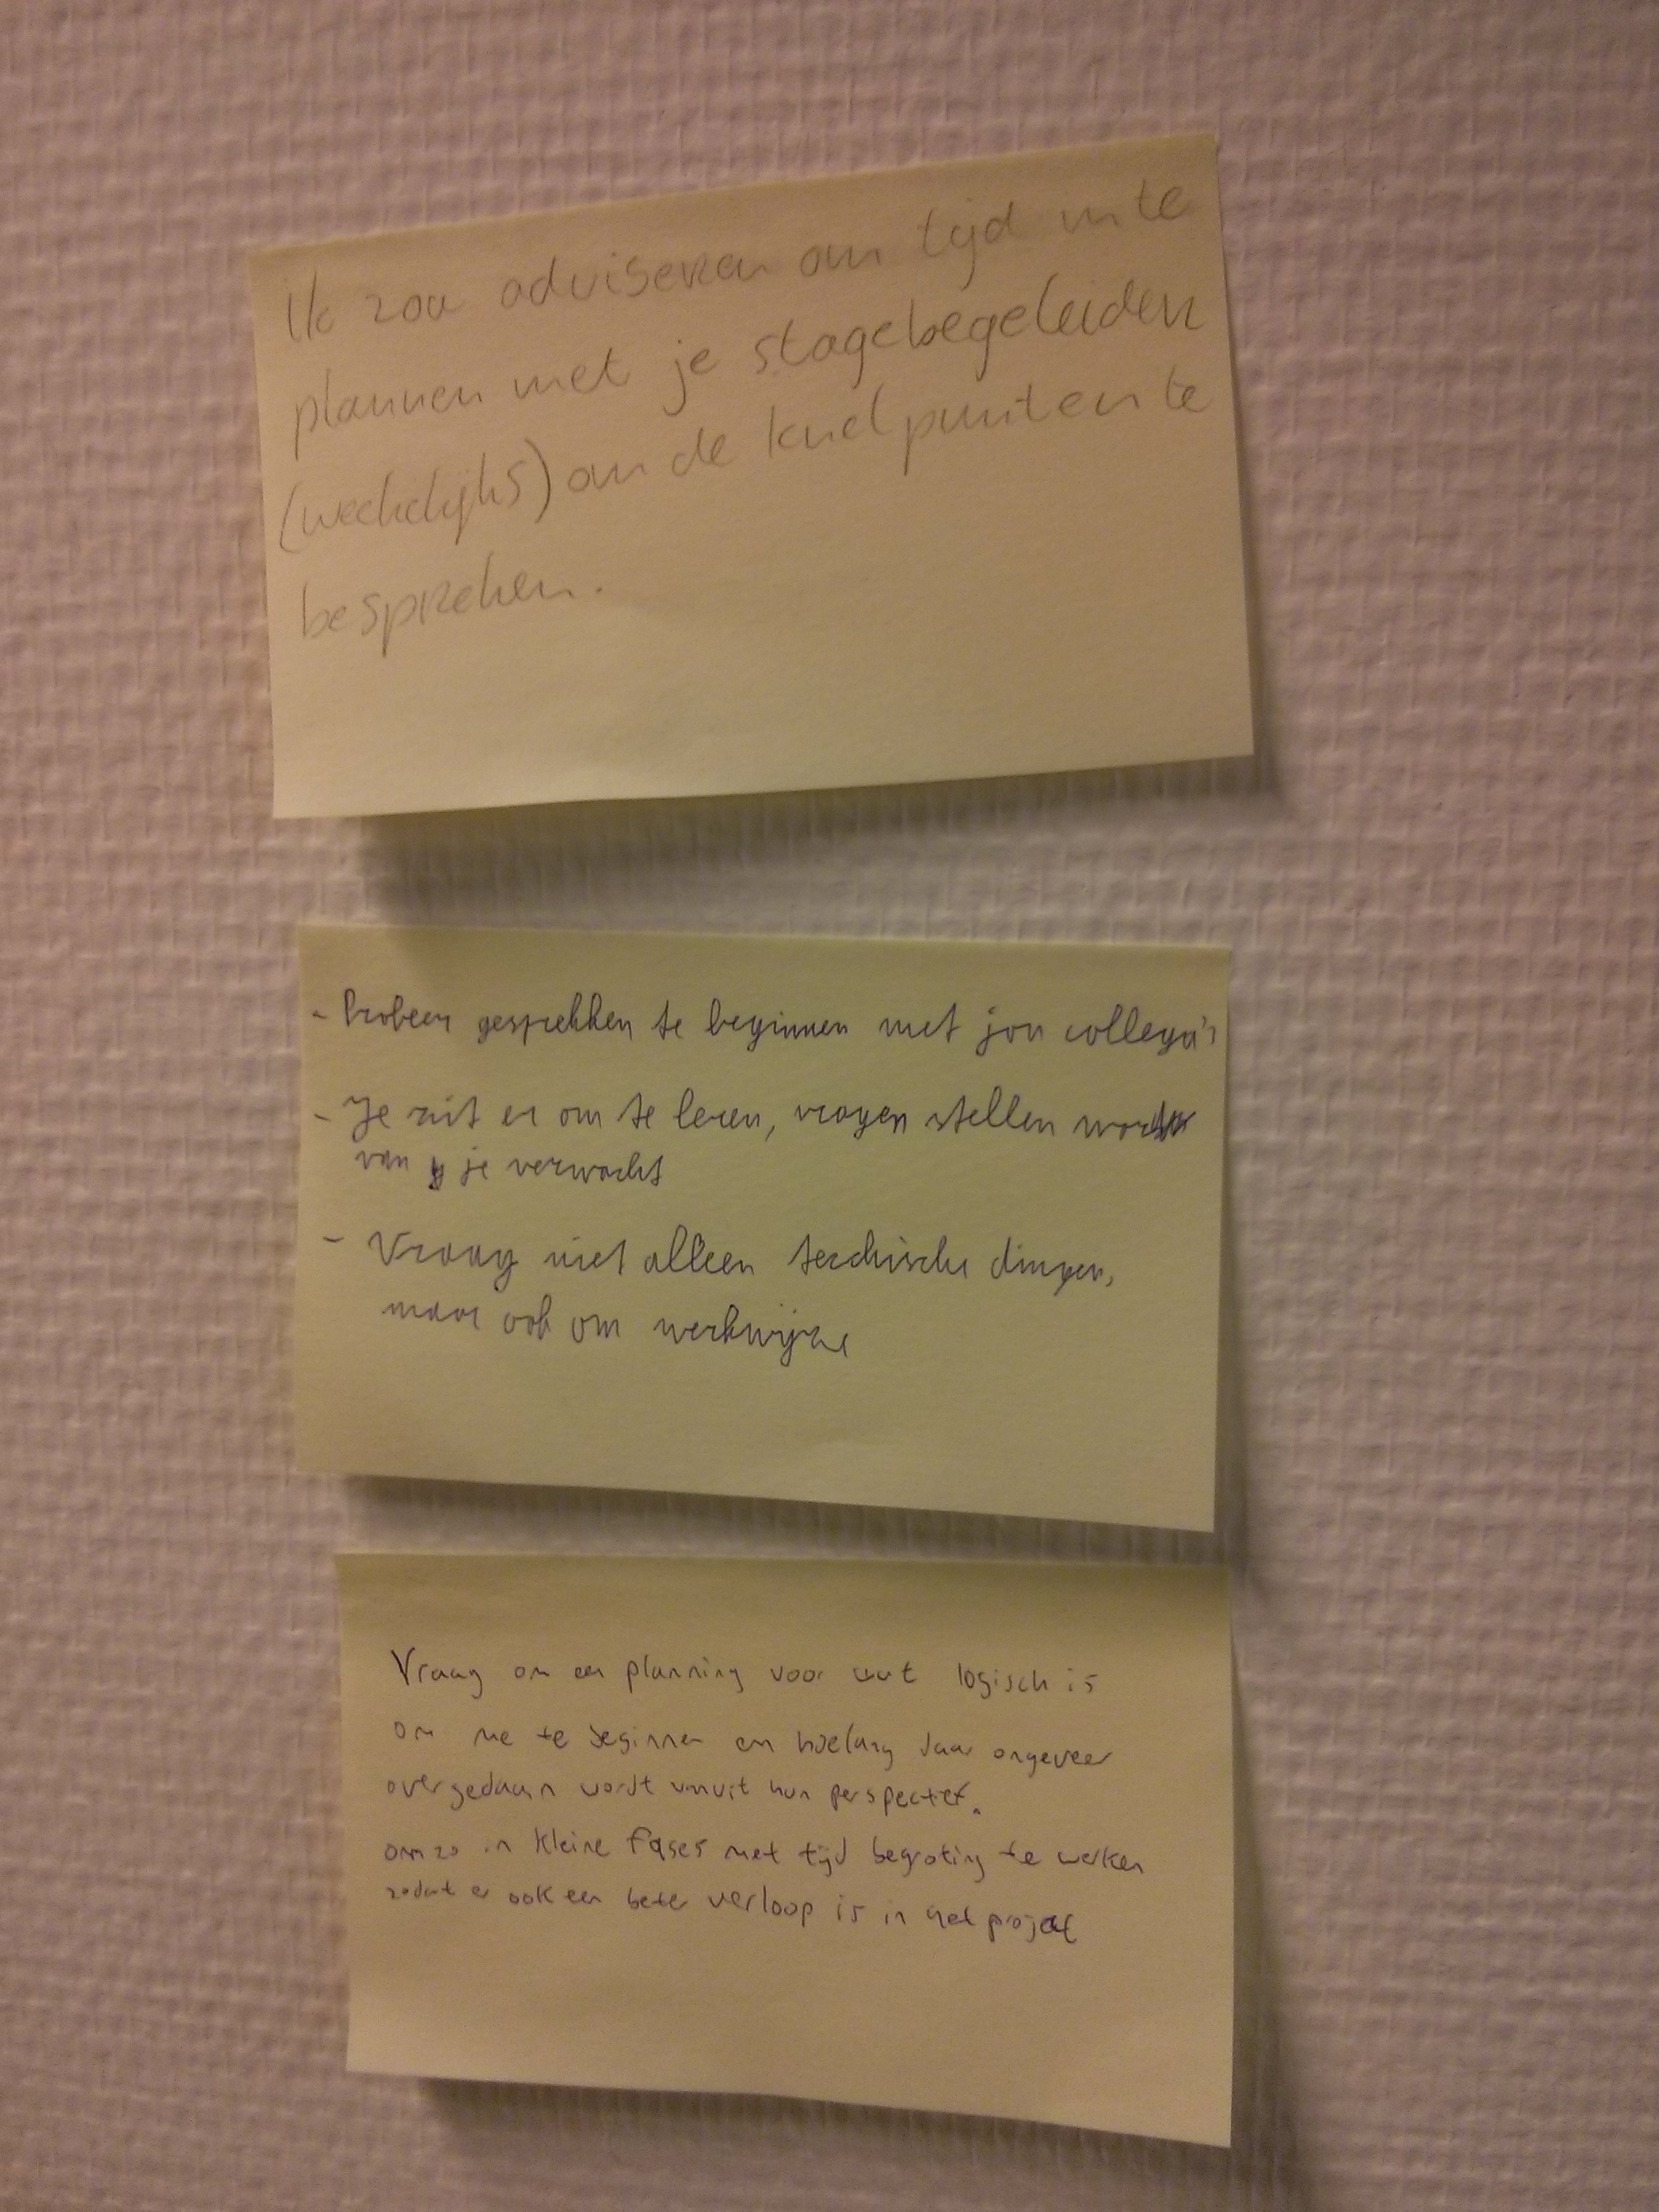 Ik zou adviseren om tijd in te
plannen met je stagebegeleider
(wekelijks) om de knelpunten te
bespreken.
- Probeer gesprekken te beginnen met jou collega's
- Je zit er om te leren, vragen stellen wordt
van je verwacht
- Vraag niet alleen technische dingen,
maar ook om werkwijze
Vraag om een planning voor wat logisch is
om me te beginnen en hoelang daar ongeveer
over gedaan wordt vanuit hun perspectief.
om zo in kleine fases met tijd begroting te werken
zodat er ook een beter verloop is in het project